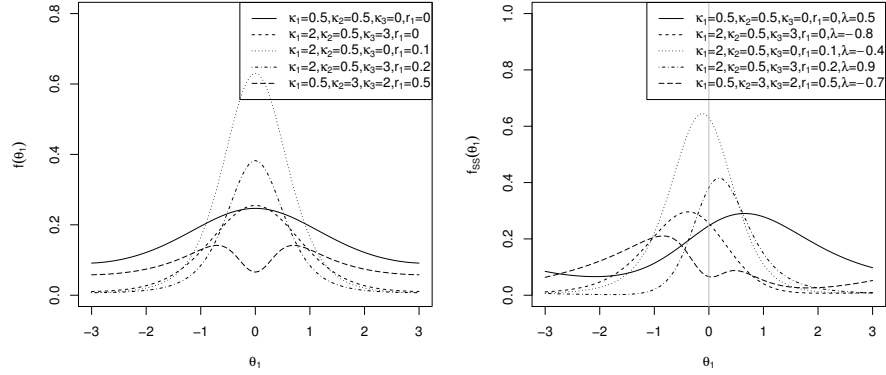 κ1=0.5,κ2=0.5,κ3=0,r1=0
κ1=2,κ2=0.5,κ3=3,r1=0
κ1=2,κ2=0.5,κ3=0,r1=0.1
κ1=2,κ2=0.5,κ3=3,r1=0.2
κ1=0.5,κ2=3,κ3=2,r1=0.5
f(θ1)
0.8
0.6
0.4
0.2
0.0
−3 −2 −1 0 1 2 3
θ1
κ1=0.5,κ2=0.5,κ3=0,r1=0,λ=0.5
κ1=2,κ2=0.5,κ3=3,r1=0,λ=−0.8
κ1=2,κ2=0.5,κ3=0,r1=0.1,λ=−0.4
κ1=2,κ2=0.5,κ3=3,r1=0.2,λ=0.9
κ1=0.5,κ2=3,κ3=2,r1=0.5,λ=−0.7
fSS(θ1)
1.0
0.8
0.6
0.4
0.2
0.0
−3 −2 −1 0 1 2 3
θ1